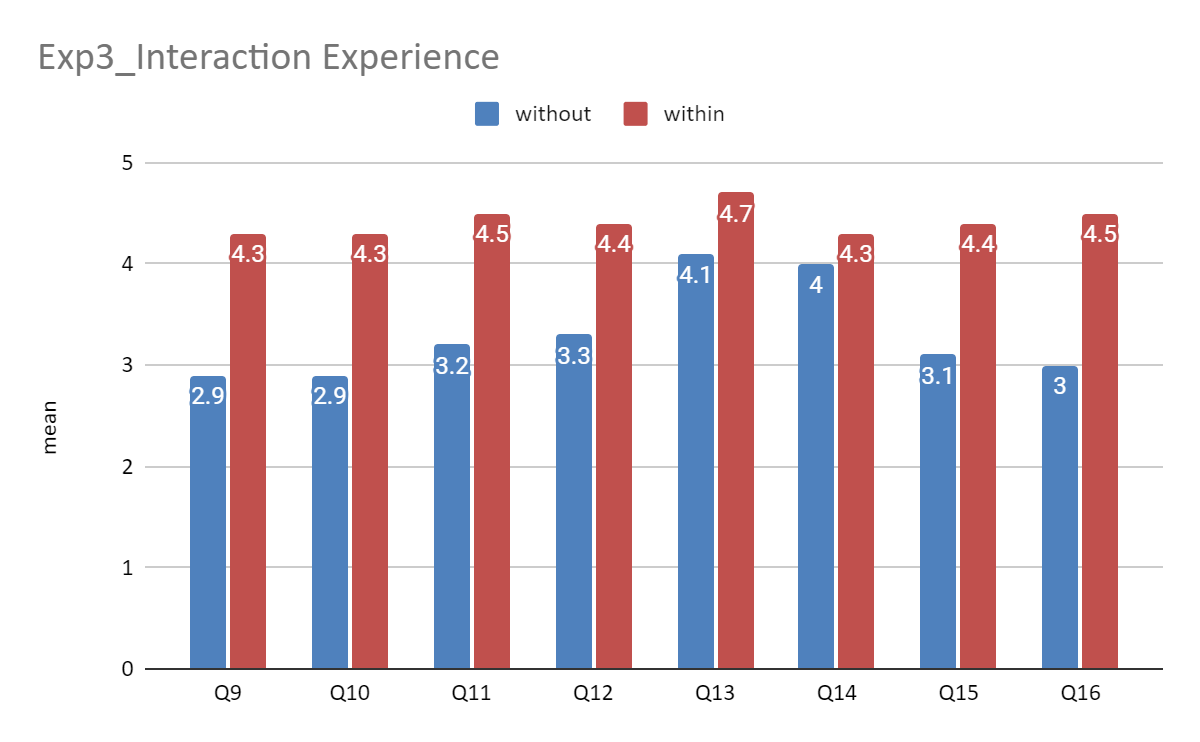 Exp3_Interaction Experience
without within
5
4
3
2
1
0
mean
2.9 4.3 2.9 4.3 3.2 4.5 3.3 4.4 4.1 4.7 4 4.3 3.1 4.4 3 4.5
Q9 Q10 Q11 Q12 Q13 Q14 Q15 Q16